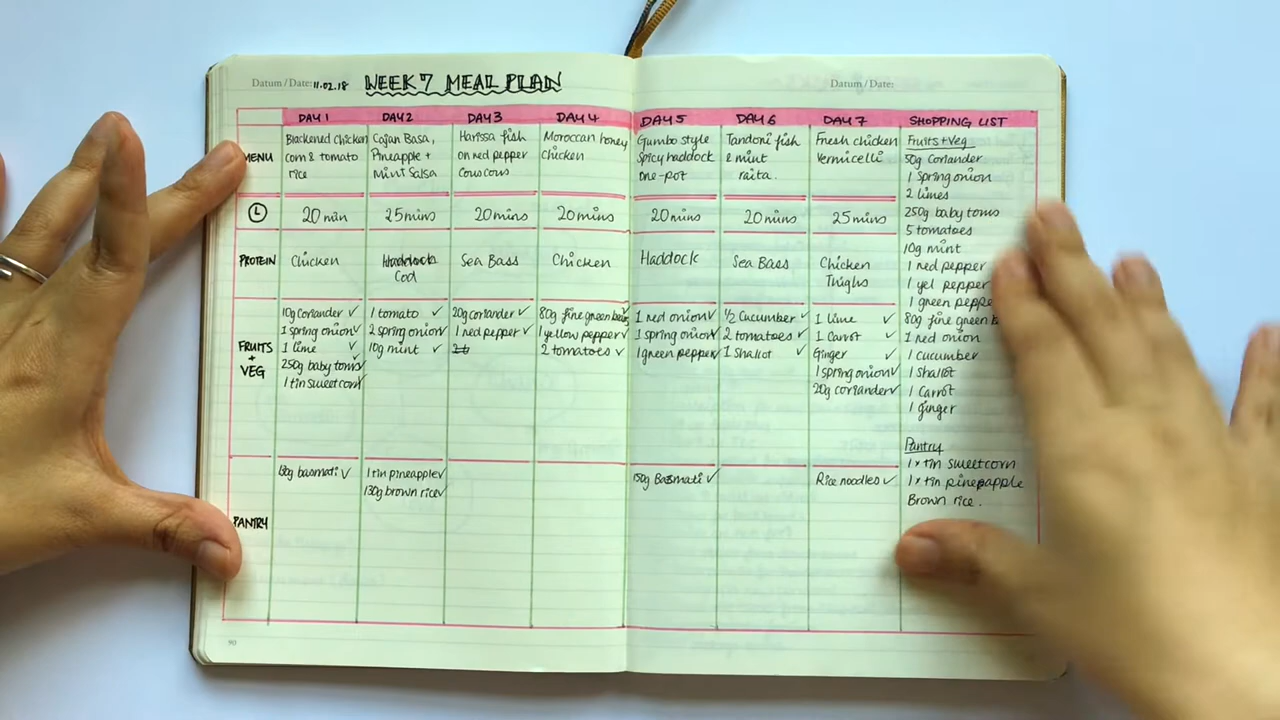 Datum / Date: 11.02.18 WEEK 7 MEAL PLAN
Datum / Date:
DAY 1 DAY 2 DAY 3 DAY 4 DAY 5 DAY 6 DAY 7 SHOPPING LIST
MENU
Blackened chicken
corn & tomato
rice
Cajan Basa,
Pineapple +
Mint Salsa
Harissa fish
on red pepper
Couscous
Moroccan honey
Chicken
Gumbo style
Spicy haddock
one-pot
Tandoni fish
& mint
raita.
Fresh chicken
Vermicelli
L
20 min
25 mins
20 mins
20 mins
20 mins
20 mins
25 mins
PROTEIN
Chicken
Haddock
Cod
Sea Bass
Chicken
Haddock
Sea Bass
Chicken
Thighs
FRUITS
+
VEG
10g Coriander ✓
1 spring onion ✓
1 lime ✓
250g baby toms ✓
1 tin sweetcorn ✓
1 tomato ✓
2 spring onion ✓
10g mint ✓
20g coriander ✓
1 red pepper ✓
80g fine green beans ✓
1 yellow pepper ✓
2 tomatoes ✓
1 red onion ✓
1 spring onion ✓
1 green pepper ✓
1/2 Cucumber ✓
2 tomatoes ✓
1 Shallot ✓
1 lime ✓
1 Carrot ✓
Ginger ✓
1 spring onion ✓
20g coriander ✓
PANTRY
130g basmati ✓
1 tin pineapple ✓
130g brown rice ✓
150g Basmati ✓
Rice noodles ✓
Fruits + Veg
50g Coriander
1 Spring onion
2 limes
250g baby toms
5 tomatoes
10g mint
1 red pepper
1 yel pepper
1 green peppe
80g fine green b
1 red onion
1 cucumber
1 shallot
1 Carrot
1 ginger
Pantry
1 x tin sweetcorn
1 x tin pineapple
Brown rice.
90